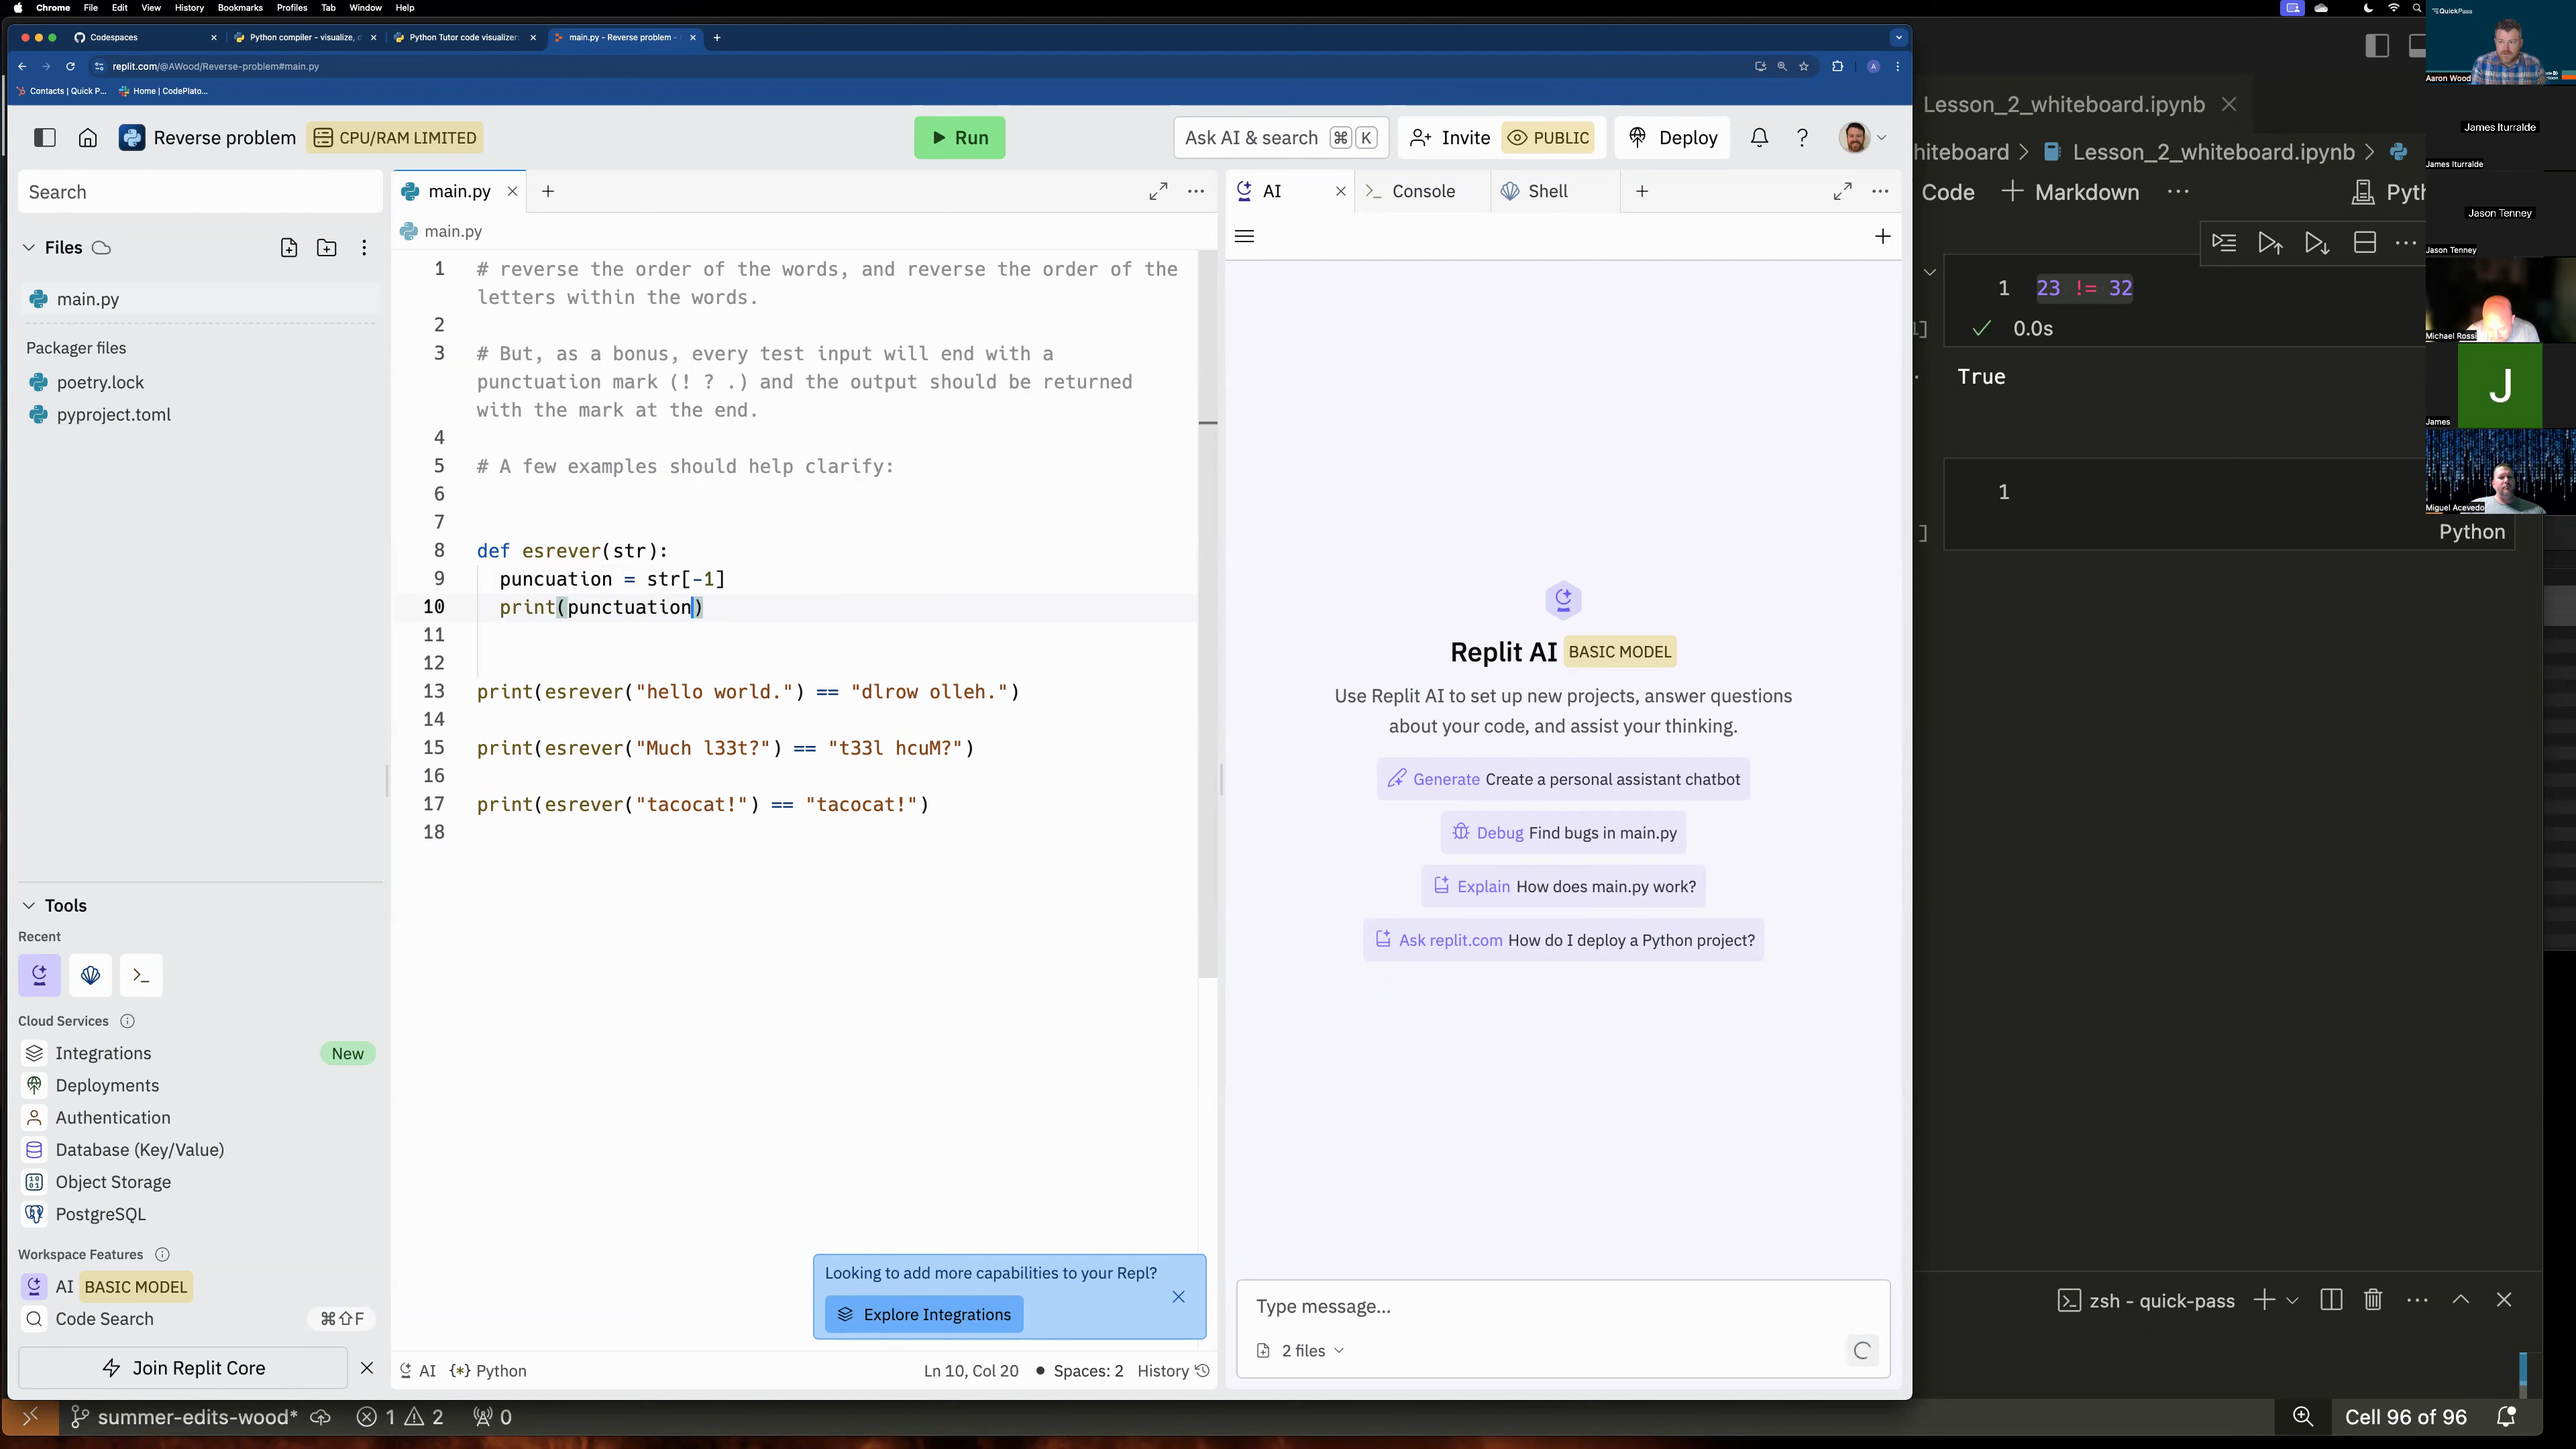 Chrome File Edit View History Bookmarks Profiles Tab Window Help
Codespaces
Python compiler - visualize, d
Python Tutor code visualizer:
main.py - Reverse problem -
replit.com/@AWood/Reverse-problem#main.py
A
Contacts | Quick P...
Home | CodePlato...
Reverse problem
CPU/RAM LIMITED
Run
Ask AI & search ⌘ K
Invite
PUBLIC
Deploy
Search
Files
main.py
Packager files
poetry.lock
pyproject.toml
Tools
Recent
Cloud Services
Integrations
New
Deployments
Authentication
Database (Key/Value)
Object Storage
PostgreSQL
Workspace Features
AI BASIC MODEL
Code Search ⌘⇧F
Join Replit Core
main.py
main.py
1 # reverse the order of the words, and reverse the order of the
letters within the words.
2
3 # But, as a bonus, every test input will end with a
punctuation mark (! ? .) and the output should be returned
with the mark at the end.
4
5 # A few examples should help clarify:
6
7
8 def esrever(str):
9 puncuation = str[-1]
10 print(punctuation)
11
12
13 print(esrever("hello world.") == "dlrow olleh.")
14
15 print(esrever("Much l33t?") == "t33l hcuM?")
16
17 print(esrever("tacocat!") == "tacocat!")
18
Looking to add more capabilities to your Repl?
Explore Integrations
AI {*} Python
Ln 10, Col 20 Spaces: 2 History
AI
Console
Shell
Replit AI BASIC MODEL
Use Replit AI to set up new projects, answer questions
about your code, and assist your thinking.
Generate Create a personal assistant chatbot
Debug Find bugs in main.py
Explain How does main.py work?
Ask replit.com How do I deploy a Python project?
Type message...
2 files
Lesson_2_whiteboard.ipynb
hiteboard > Lesson_2_whiteboard.ipynb >
Code + Markdown ...
Pyth
1 23 != 32
0.0s
True
1
Python
zsh - quick-pass
QuickPass
Aaron Wood
James Iturralde
James Iturralde
Jason Tenney
Jason Tenney
Michael Rossi
J
James
Miguel Acevedo
summer-edits-wood* 1 2 0
Cell 96 of 96